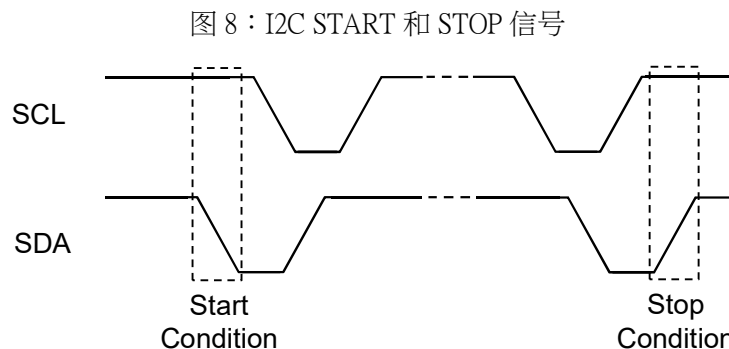 图 8：I2C START 和 STOP 信号
SCL
SDA
Start
Condition
Stop
Condition